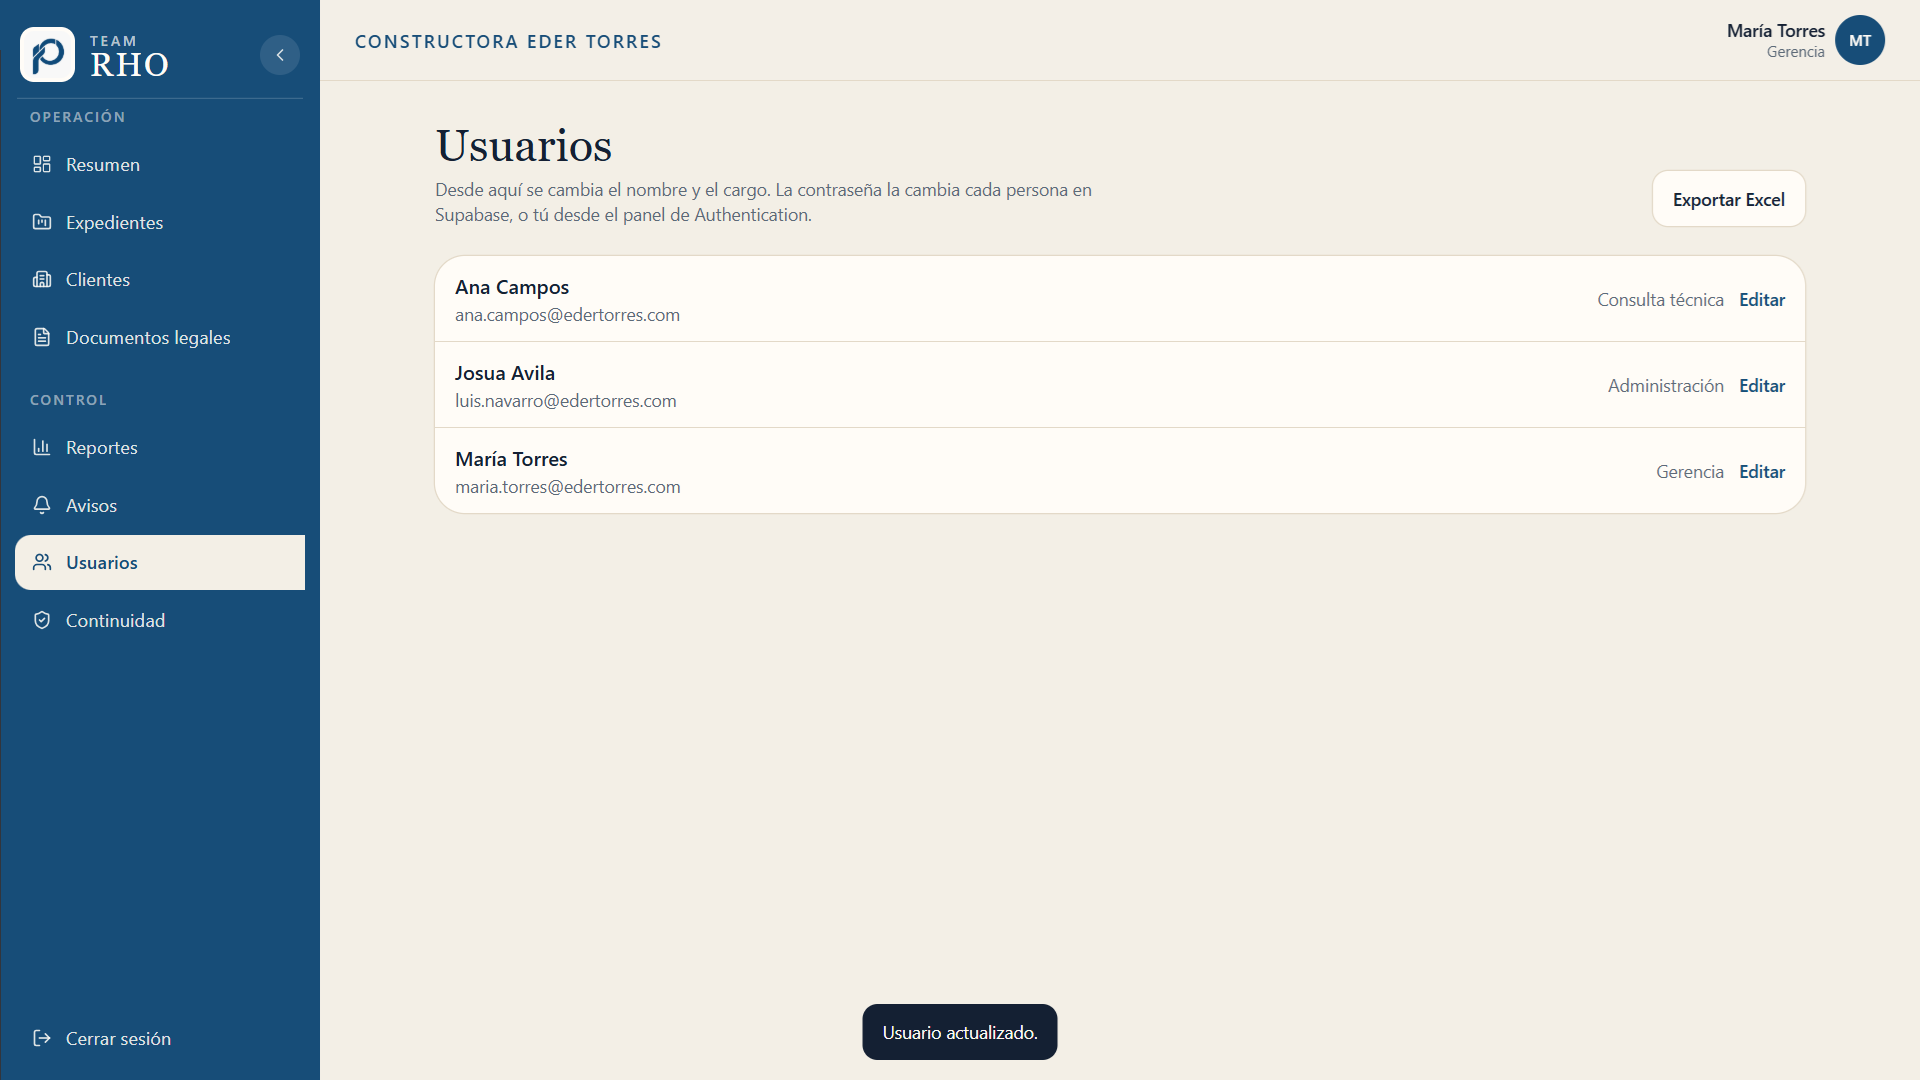 TEAM
RHO
OPERACIÓN
Resumen
Expedientes
Clientes
Documentos legales
CONTROL
Reportes
Avisos
Usuarios
Continuidad
Cerrar sesión
CONSTRUCTORA EDER TORRES
María Torres
Gerencia
MT
Usuarios
Desde aquí se cambia el nombre y el cargo. La contraseña la cambia cada persona en
Supabase, o tú desde el panel de Authentication.
Exportar Excel
Ana Campos
ana.campos@edertorres.com
Consulta técnica Editar
Josua Avila
luis.navarro@edertorres.com
Administración Editar
María Torres
maria.torres@edertorres.com
Gerencia Editar
Usuario actualizado.